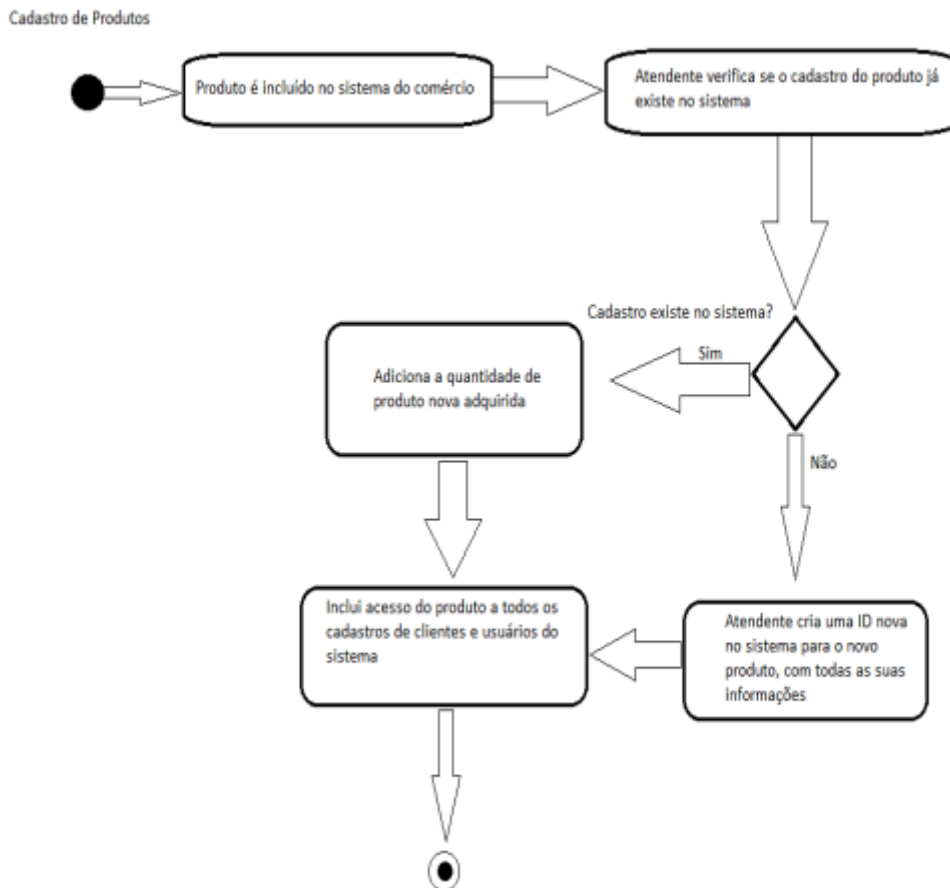 Cadastro de Produtos
Produto é incluído no sistema do comércio
Atendente verifica se o cadastro do produto já
existe no sistema
Cadastro existe no sistema?
Sim
Adiciona a quantidade de
produto nova adquirida
Não
Inclui acesso do produto a todos os
cadastros de clientes e usuários do
sistema
Atendente cria uma ID nova
no sistema para o novo
produto, com todas as suas
informações